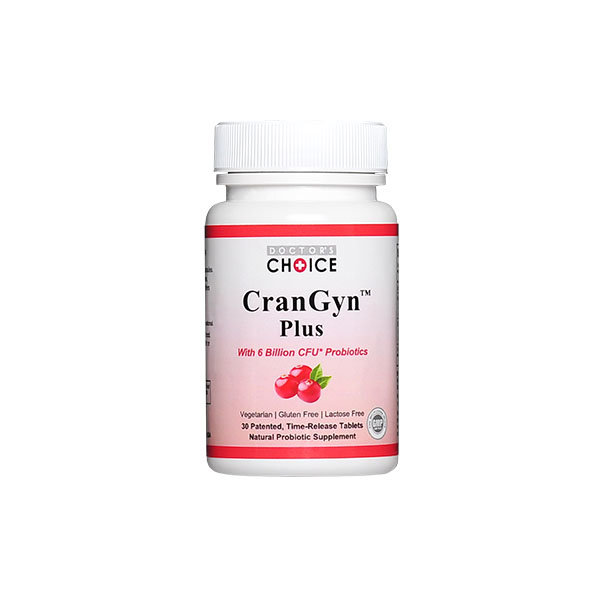 DOCTOR'S
CHOICE
CranGyn™
Plus
With 6 Billion CFU* Probiotics
Vegetarian | Gluten Free | Lactose Free
30 Patented, Time-Release Tablets
Natural Probiotic Supplement
GMP